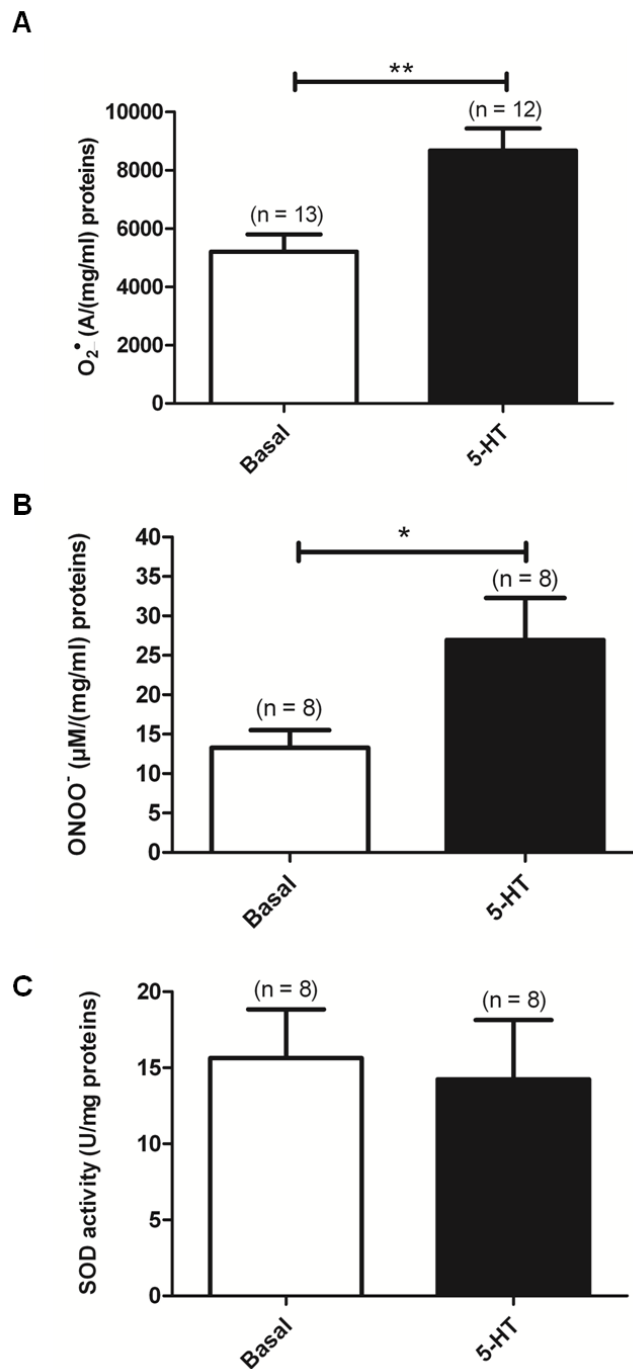 A
**
(n = 12)
(n = 13)
10000
8000
6000
4000
2000
0
O₂•₋ (A/(mg/ml) proteins)
Basal
5-HT
B
*
(n = 8)
(n = 8)
40
35
30
25
20
15
10
5
0
ONOO⁻ (µM/(mg/ml) proteins)
Basal
5-HT
C
(n = 8)
(n = 8)
20
15
10
5
0
SOD activity (U/mg proteins)
Basal
5-HT